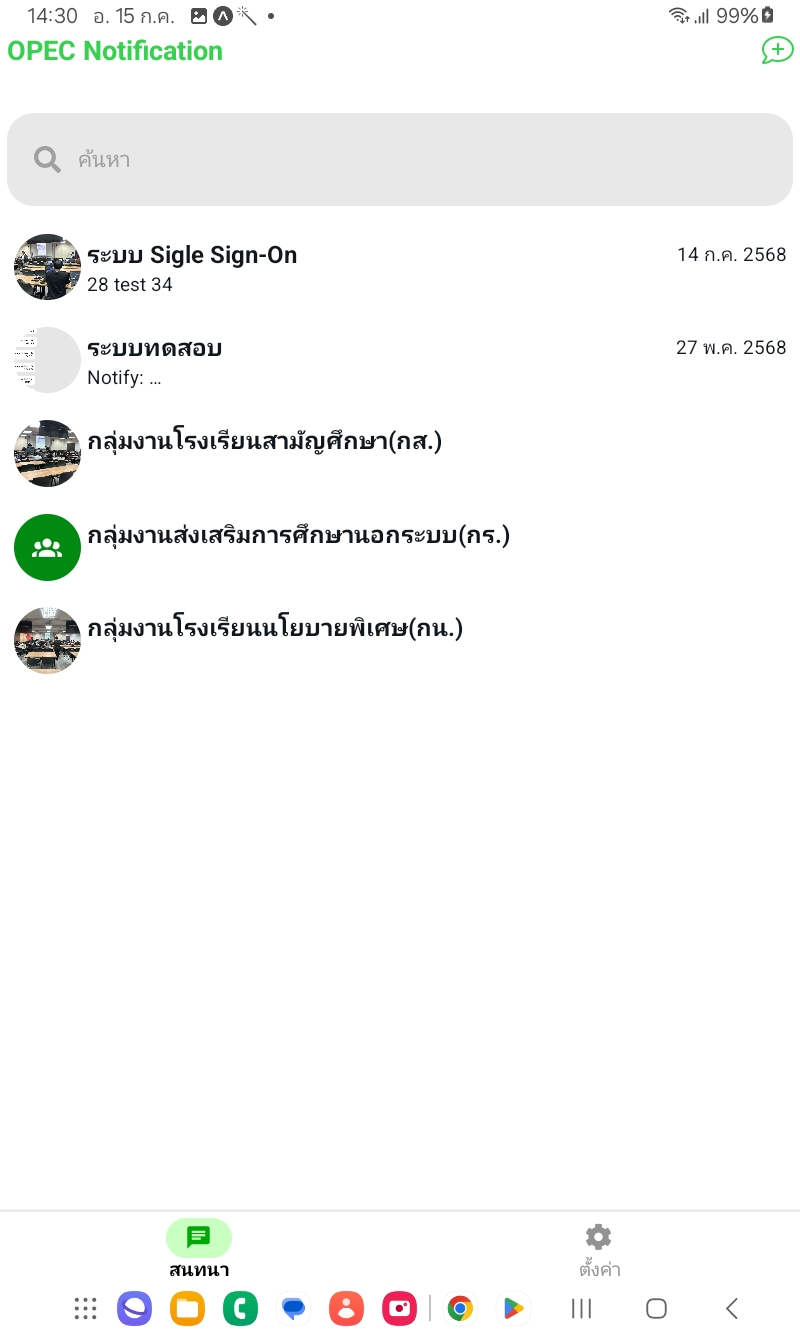 14:30 อ. 15 ก.ค.
99%
OPEC Notification
ค้นหา
ระบบ Sigle Sign-On
14 ก.ค. 2568
28 test 34
ระบบทดสอบ
27 พ.ค. 2568
Notify: ...
กลุ่มงานโรงเรียนสามัญศึกษา(กส.)
กลุ่มงานส่งเสริมการศึกษานอกระบบ(กร.)
กลุ่มงานโรงเรียนนโยบายพิเศษ(กน.)
สนทนา
ตั้งค่า